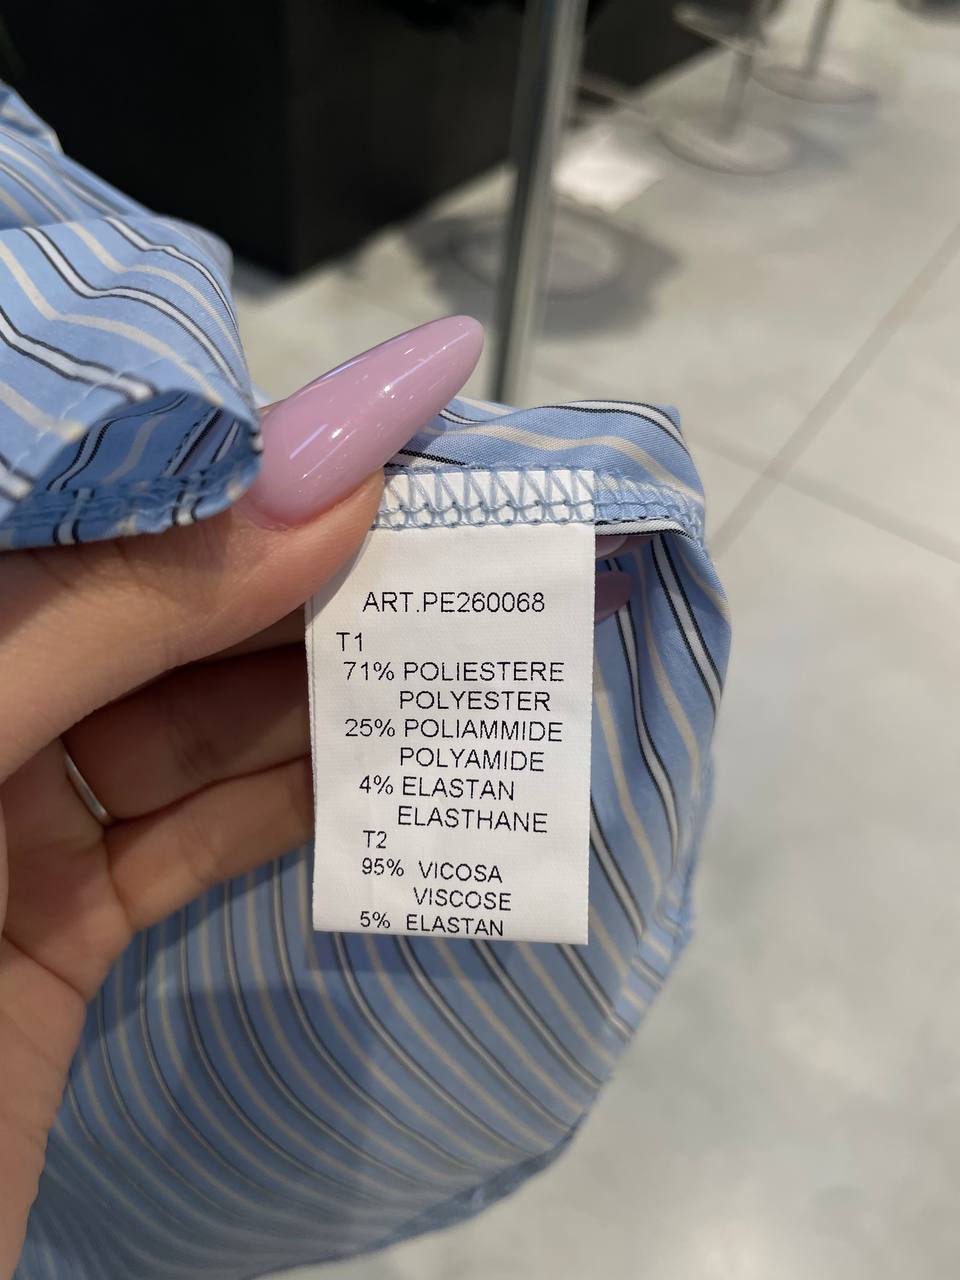 ART.PE260068
T1
71% POLIESTERE
POLYESTER
25% POLIAMMIDE
POLYAMIDE
4% ELASTAN
ELASTHANE
T2
95% VICOSA
VISCOSE
5% ELASTAN